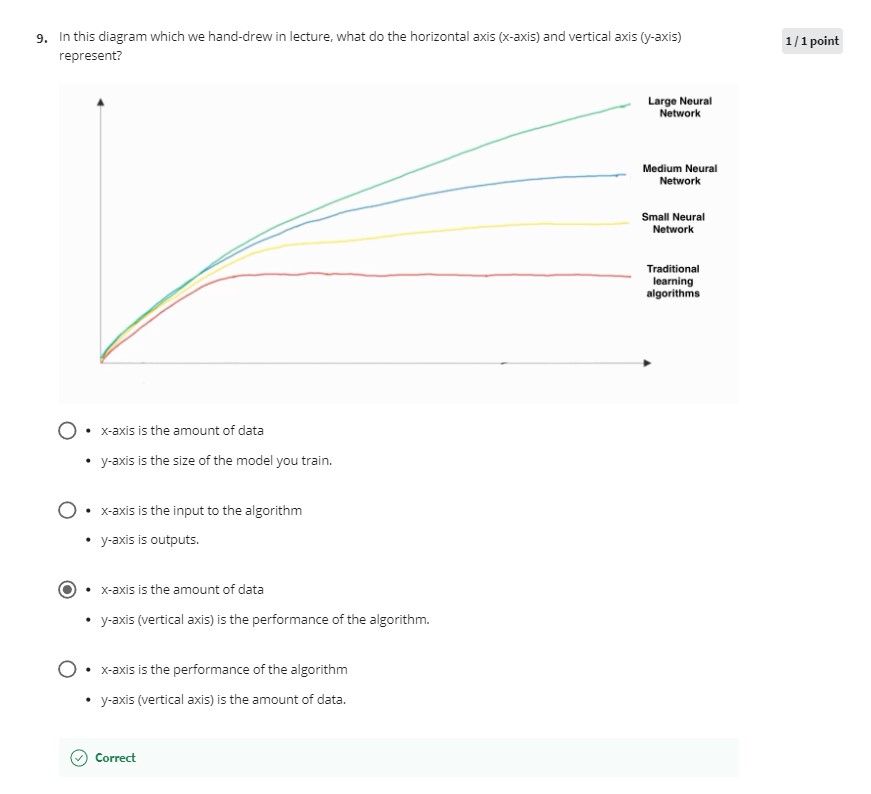 9. In this diagram which we hand-drew in lecture, what do the horizontal axis (x-axis) and vertical axis (y-axis)
represent?
1 / 1 point
Large Neural
Network
Medium Neural
Network
Small Neural
Network
Traditional
learning
algorithms
• x-axis is the amount of data
• y-axis is the size of the model you train.
• x-axis is the input to the algorithm
• y-axis is outputs.
• x-axis is the amount of data
• y-axis (vertical axis) is the performance of the algorithm.
• x-axis is the performance of the algorithm
• y-axis (vertical axis) is the amount of data.
Correct